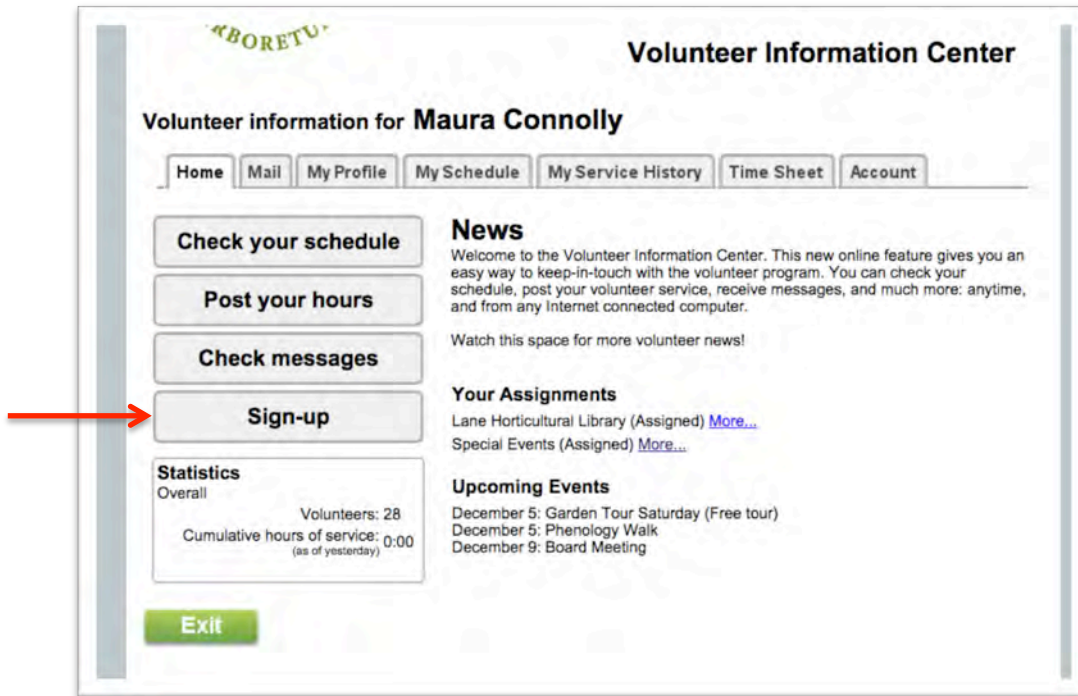 Volunteer Information Center
Volunteer information for Maura Connolly
Home Mail My Profile My Schedule My Service History Time Sheet Account
Check your schedule
Post your hours
Check messages
Sign-up
Statistics
Overall
Volunteers: 28
Cumulative hours of service: 0:00
(as of yesterday)
Exit
News
Welcome to the Volunteer Information Center. This new online feature gives you an
easy way to keep-in-touch with the volunteer program. You can check your
schedule, post your volunteer service, receive messages, and much more: anytime,
and from any Internet connected computer.
Watch this space for more volunteer news!
Your Assignments
Lane Horticultural Library (Assigned) More...
Special Events (Assigned) More...
Upcoming Events
December 5: Garden Tour Saturday (Free tour)
December 5: Phenology Walk
December 9: Board Meeting